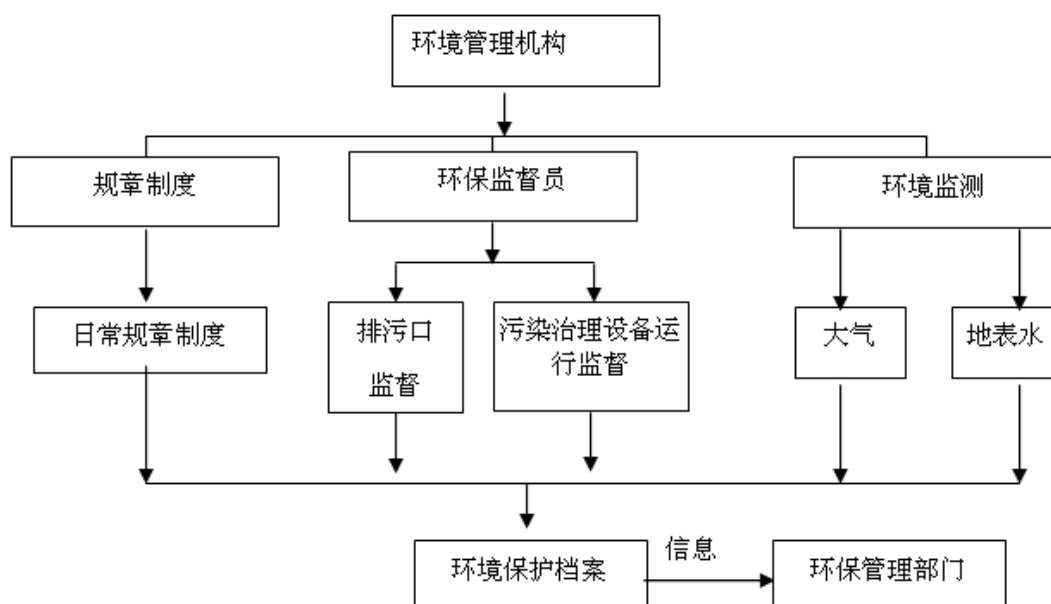 环境管理机构
规章制度
环保监督员
环境监测
日常规章制度
排污口
监督
污染治理设备运
行监督
大气
地表水
环境保护档案
信息
环保管理部门